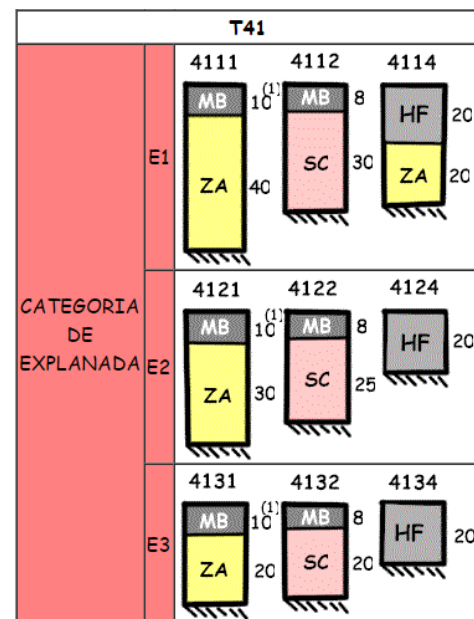 T41
CATEGORIA
DE
EXPLANADA
E1
4111 4112 4114
MB 10(1) MB 8 HF 20
ZA 40 SC 30 ZA 20
E2
4121 4122 4124
MB 10(1) MB 8 HF 20
ZA 30 SC 25
E3
4131 4132 4134
MB 10(1) MB 8 HF 20
ZA 20 SC 20